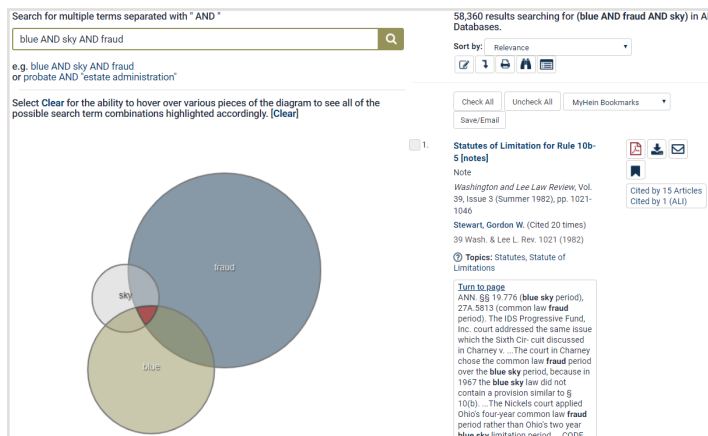 Search for multiple terms separated with " AND "
blue AND sky AND fraud
e.g. blue AND sky AND fraud
or probate AND "estate administration"
Select Clear for the ability to hover over various pieces of the diagram to see all of the
possible search term combinations highlighted accordingly. [Clear]
fraud
sky
blue
58,360 results searching for (blue AND fraud AND sky) in
Databases.
Sort by: Relevance
Check All Uncheck All MyHein Bookmarks
Save/Email
1.
Statutes of Limitation for Rule 10b-
5 [notes]
Note
Washington and Lee Law Review, Vol.
39, Issue 3 (Summer 1982), pp. 1021-
1046
Stewart, Gordon W. (Cited 20 times)
39 Wash. & Lee L. Rev. 1021 (1982)
Topics: Statutes, Statute of
Limitations
Cited by 15 Articles
Cited by 1 (ALI)
Turn to page
ANN. §§ 19.776 (blue sky period),
27A.5813 (common law fraud
period). The IDS Progressive Fund,
Inc. court addressed the same issue
which the Sixth Cir- cuit discussed
in Charney v. ...The court in Charney
chose the common law fraud period
over the blue sky period, because in
1967 the blue sky law did not
contain a provision similar to §
10(b). ...The Nickels court applied
Ohio's four-year common law fraud
period rather than Ohio's two year
blue sky limitation period. ...CODE